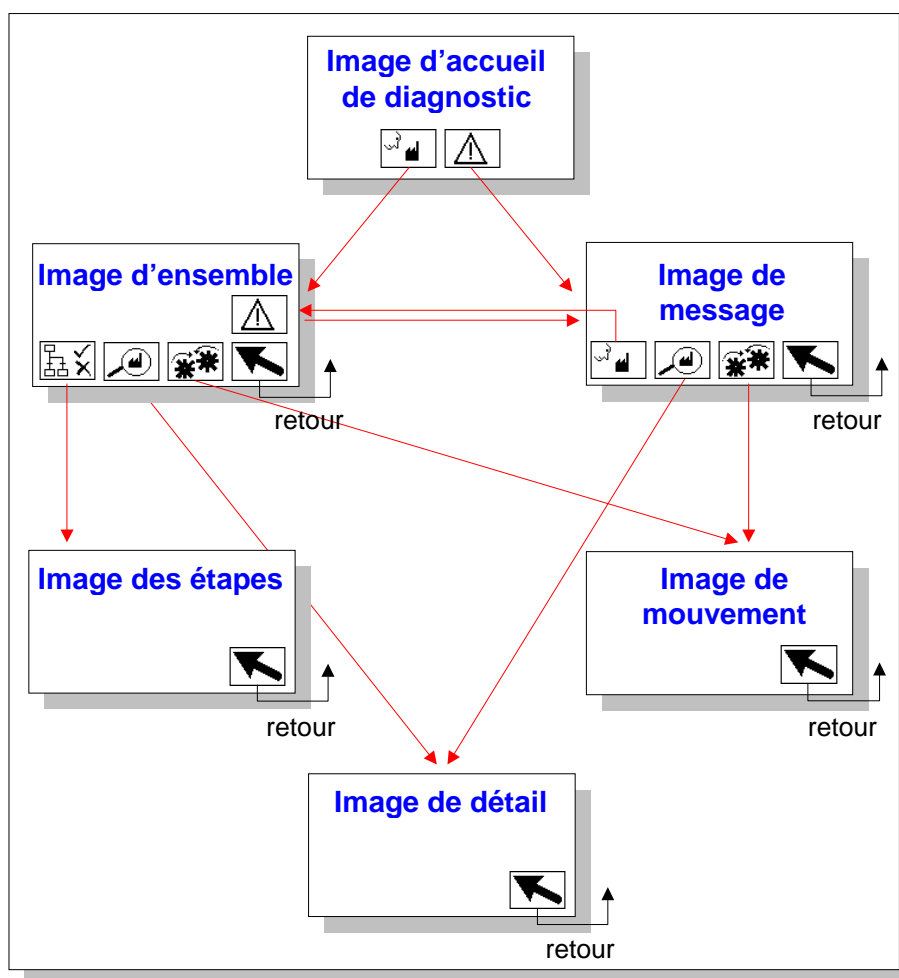 Image d’accueil
de diagnostic
Image d’ensemble
retour
Image de
message
retour
Image des étapes
retour
Image de
mouvement
retour
Image de détail
retour